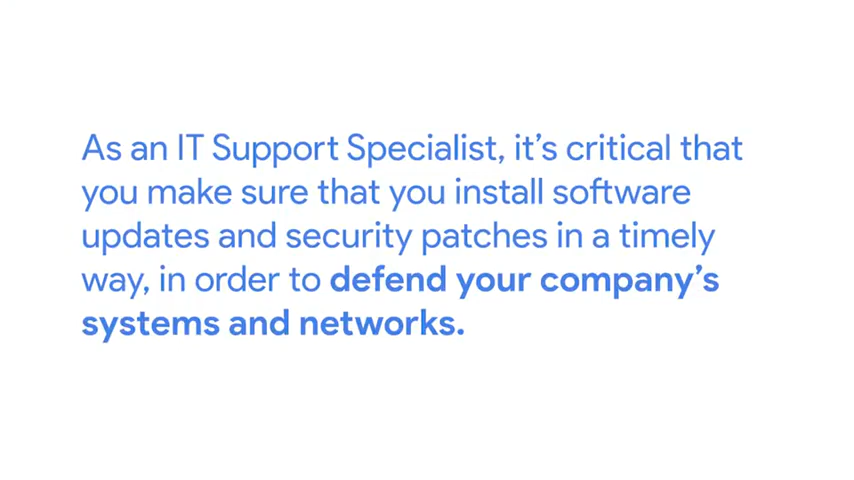 As an IT Support Specialist, it’s critical that
you make sure that you install software
updates and security patches in a timely
way, in order to defend your company’s
systems and networks.